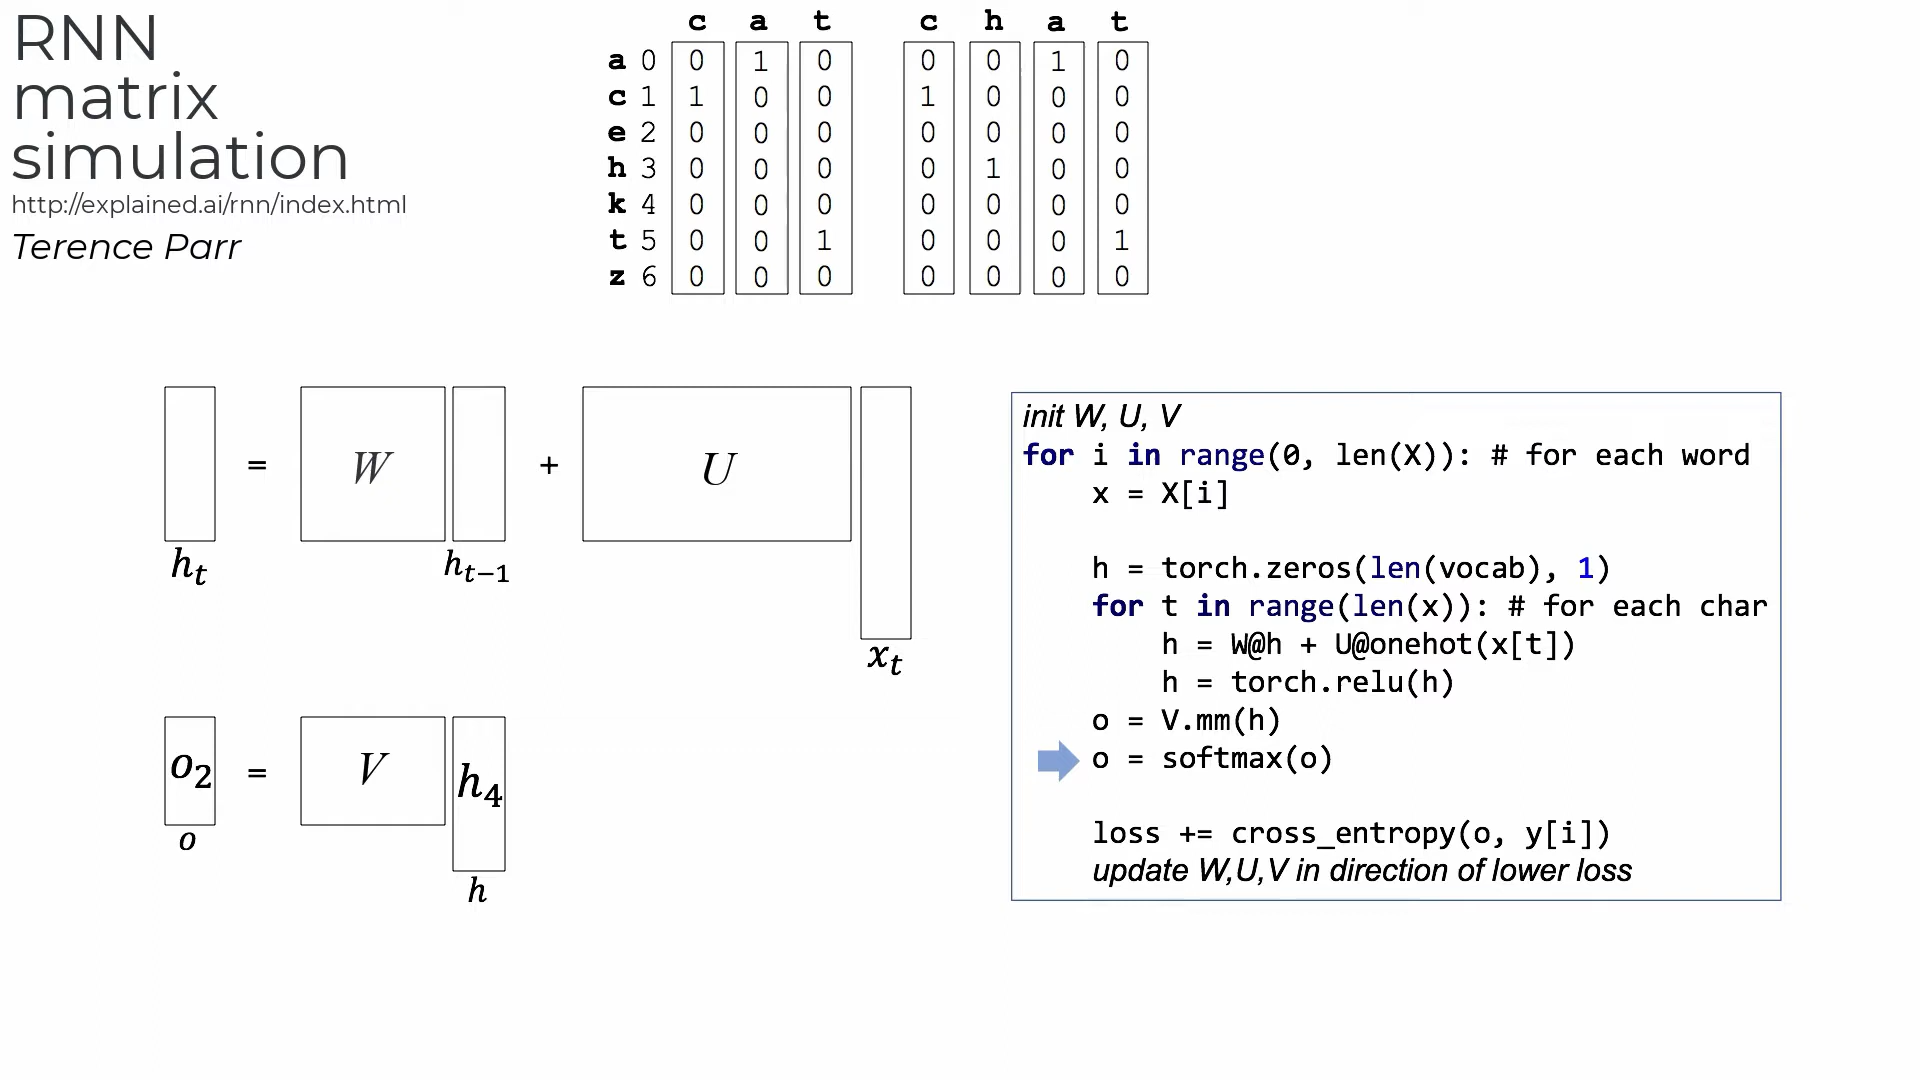 RNN
matrix
simulation
http://explained.ai/rnn/index.html
Terence Parr
c a t c h a t
a 0 0 1 0 0 0 1 0
c 1 1 0 0 1 0 0 0
e 2 0 0 0 0 0 0 0
h 3 0 0 0 0 1 0 0
k 4 0 0 0 0 0 0 0
t 5 0 0 1 0 0 0 1
z 6 0 0 0 0 0 0 0
= W + U
h_t h_{t-1}
x_t
o_2 = V h_4
o
h
init W, U, V
for i in range(0, len(X)): # for each word
x = X[i]
h = torch.zeros(len(vocab), 1)
for t in range(len(x)): # for each char
h = W@h + U@onehot(x[t])
h = torch.relu(h)
o = V.mm(h)
o = softmax(o)
loss += cross_entropy(o, y[i])
update W,U,V in direction of lower loss